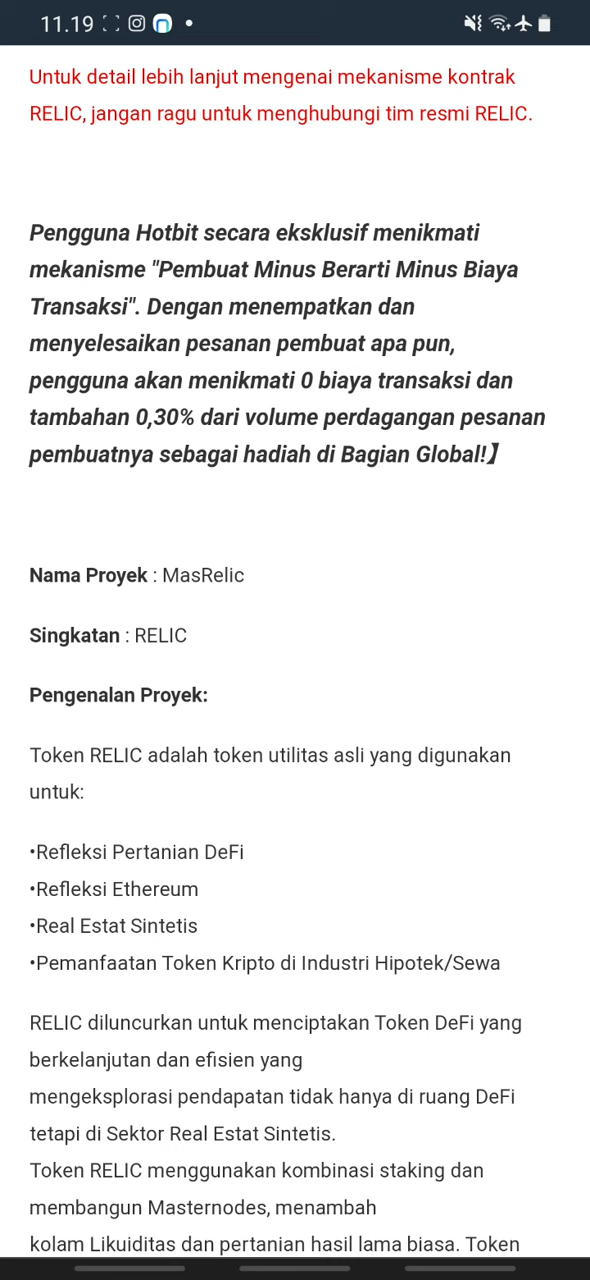 11.19
Untuk detail lebih lanjut mengenai mekanisme kontrak
RELIC, jangan ragu untuk menghubungi tim resmi RELIC.
Pengguna Hotbit secara eksklusif menikmati
mekanisme "Pembuat Minus Berarti Minus Biaya
Transaksi". Dengan menempatkan dan
menyelesaikan pesanan pembuat apa pun,
pengguna akan menikmati 0 biaya transaksi dan
tambahan 0,30% dari volume perdagangan pesanan
pembuatnya sebagai hadiah di Bagian Global!】
Nama Proyek : MasRelic
Singkatan : RELIC
Pengenalan Proyek:
Token RELIC adalah token utilitas asli yang digunakan
untuk:
•Refleksi Pertanian DeFi
•Refleksi Ethereum
•Real Estat Sintetis
•Pemanfaatan Token Kripto di Industri Hipotek/Sewa
RELIC diluncurkan untuk menciptakan Token DeFi yang
berkelanjutan dan efisien yang
mengeksplorasi pendapatan tidak hanya di ruang DeFi
tetapi di Sektor Real Estat Sintetis.
Token RELIC menggunakan kombinasi staking dan
membangun Masternodes, menambah
kolam Likuiditas dan pertanian hasil lama biasa. Token